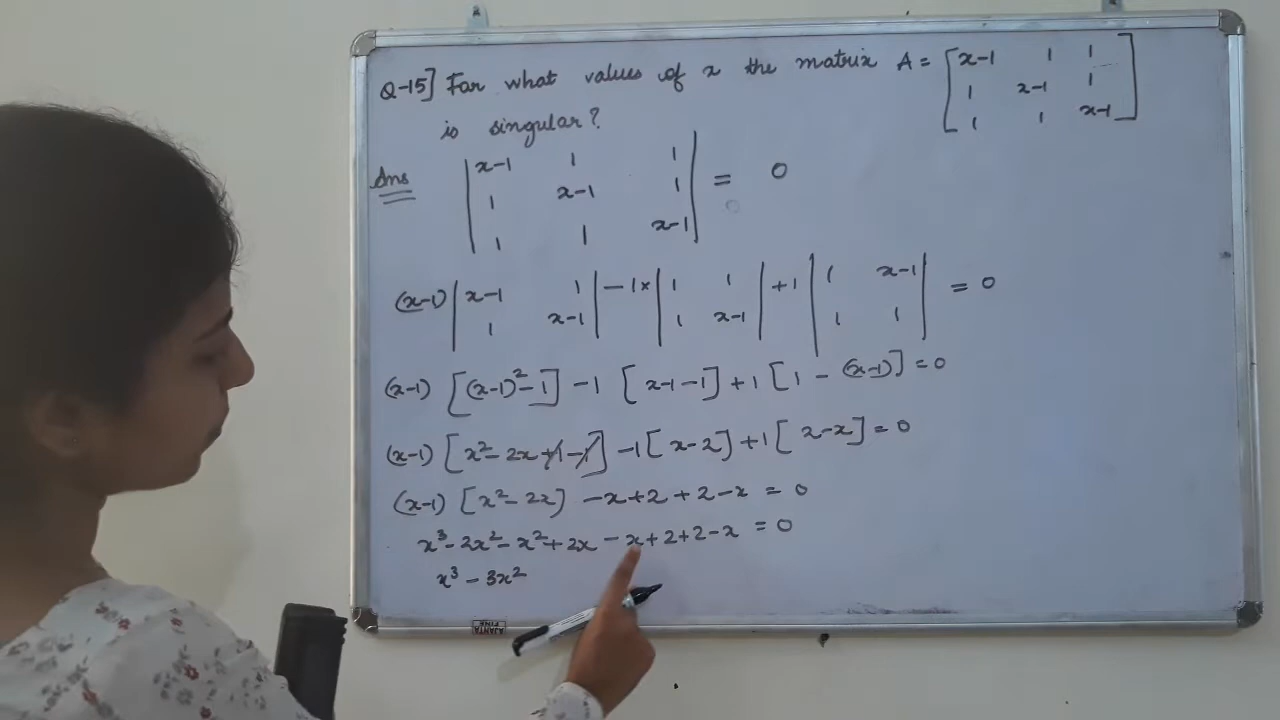 Q-15] For what values of x the matrix A = [x-1 1 1
1 x-1 1
1 1 x-1]
is singular?
Ans |x-1 1 1
1 x-1 1
1 1 x-1| = 0
(x-1) |x-1 1
1 x-1| -1× |1 1
1 x-1| +1 |1 x-1
1 1| = 0
(x-1) [(x-1)² - 1] -1 [x-1-1] +1 [1 - (x-1)] = 0
(x-1) [x² - 2x + 1 - 1] -1 [x-2] +1 [2-x] = 0
(x-1) [x² - 2x] -x+2 +2-x = 0
x³ - 2x² - x² + 2x - x + 2 + 2 - x = 0
x³ - 3x²
AJANTA
FINE